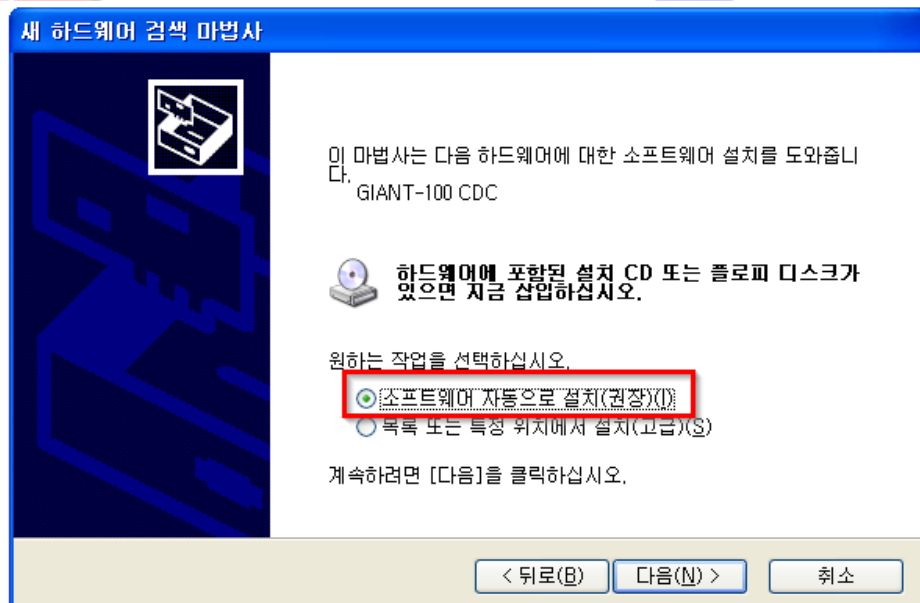 새 하드웨어 검색 마법사
이 마법사는 다음 하드웨어에 대한 소프트웨어 설치를 도와줍니
다.
GIANT-100 CDC
하드웨어에 포함된 설치 CD 또는 플로피 디스크가
있으면 지금 삽입하십시오.
원하는 작업을 선택하십시오.
소프트웨어 자동으로 설치(권장)(I)
목록 또는 특정 위치에서 설치(고급)(S)
계속하려면 [다음]을 클릭하십시오.
< 뒤로(B) 다음(N) > 취소